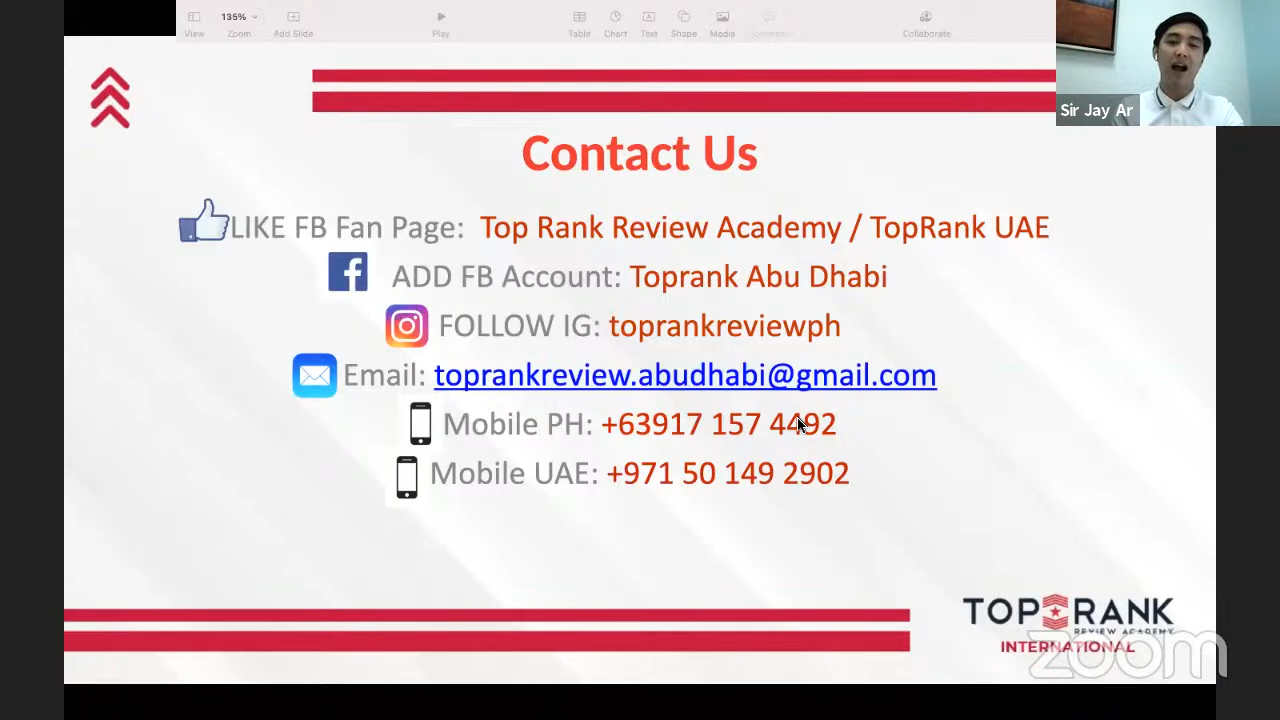 135%
View Zoom Add Slide Play Table Chart Text Shape Media Collaborate
Sir Jay Ar
Contact Us
LIKE FB Fan Page: Top Rank Review Academy / TopRank UAE
ADD FB Account: Toprank Abu Dhabi
FOLLOW IG: toprankreviewph
Email: toprankreview.abudhabi@gmail.com
Mobile PH: +63917 157 4492
Mobile UAE: +971 50 149 2902
TOP RANK
REVIEW ACADEMY
INTERNATIONAL
zoom